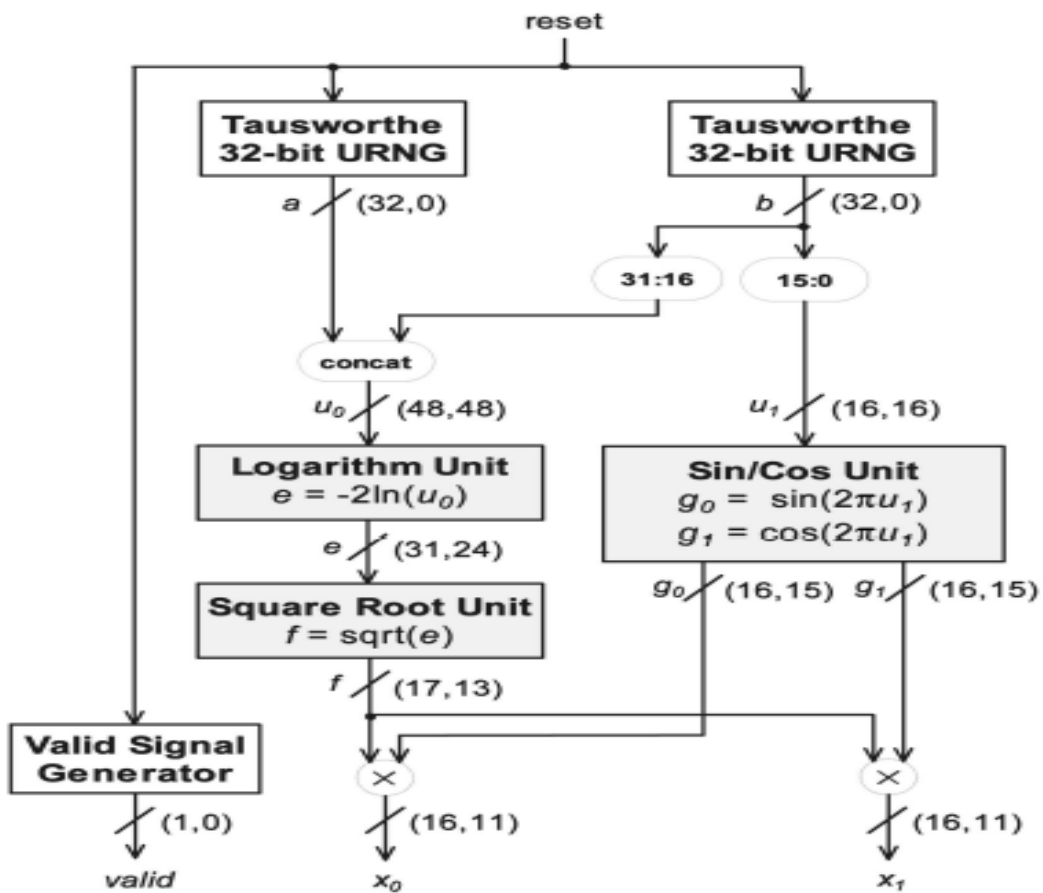 reset
Tausworthe
32-bit URNG
Tausworthe
32-bit URNG
a (32,0)
b (32,0)
31:16
15:0
concat
u₀ (48,48)
u₁ (16,16)
Logarithm Unit
e = -2ln(u₀)
Sin/Cos Unit
g₀ = sin(2πu₁)
g₁ = cos(2πu₁)
e (31,24)
g₀ (16,15)
g₁ (16,15)
Square Root Unit
f = sqrt(e)
f (17,13)
Valid Signal
Generator
×
×
(1,0)
(16,11)
(16,11)
valid
x₀
x₁